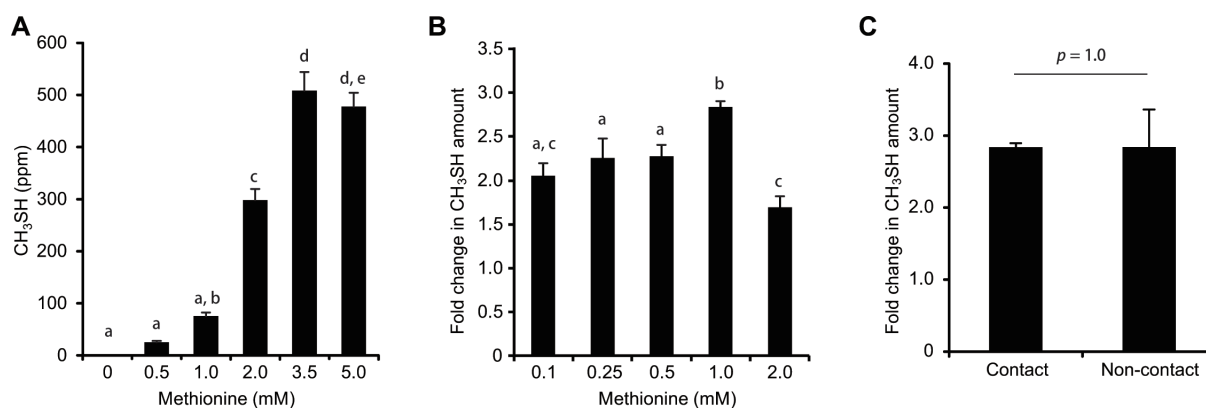 A
CH₃SH (ppm)
600
500
400
300
200
100
0
a
a
a, b
c
d
d, e
0 0.5 1.0 2.0 3.5 5.0
Methionine (mM)
B
Fold change in CH₃SH amount
3.5
3.0
2.5
2.0
1.5
1.0
0.5
0.0
a, c
a
a
b
c
0.1 0.25 0.5 1.0 2.0
Methionine (mM)
C
Fold change in CH₃SH amount
4.0
3.0
2.0
1.0
0.0
p = 1.0
Contact Non-contact